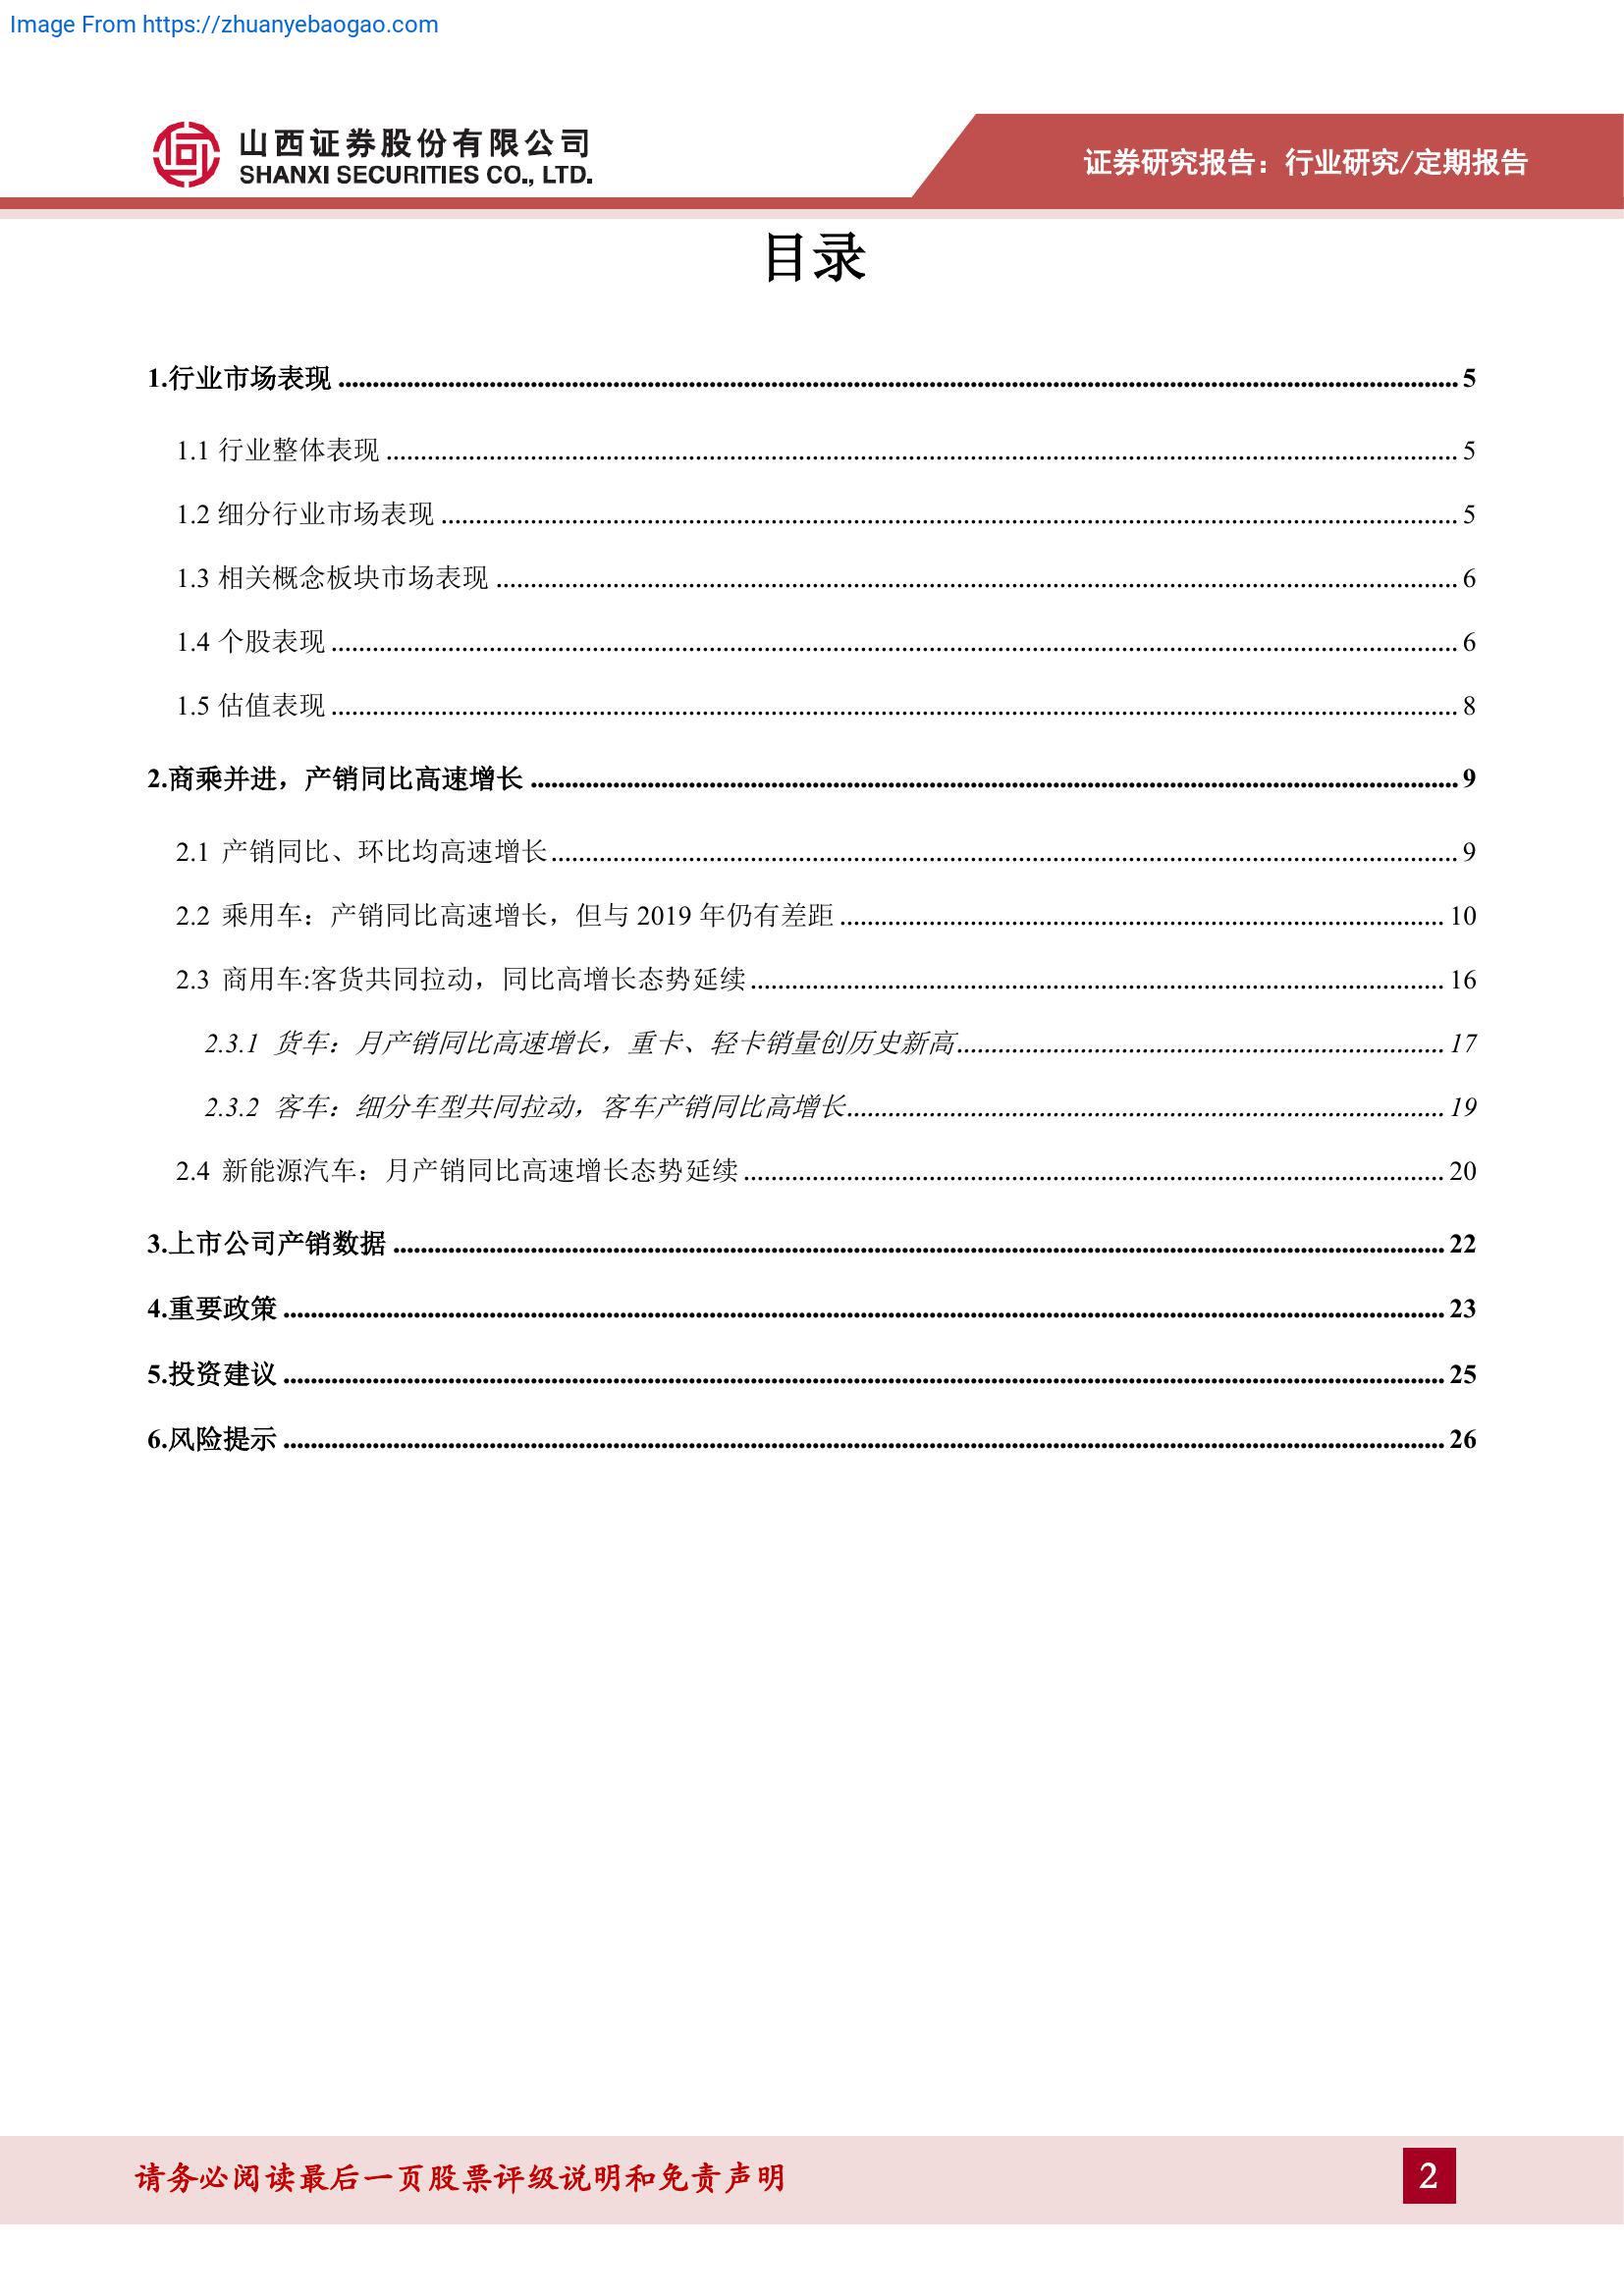 Image From https://zhuanyebaogao.com
山西证券股份有限公司
SHANXI SECURITIES CO., LTD.
证券研究报告：行业研究/定期报告
目录
1.行业市场表现 5
1.1 行业整体表现 5
1.2 细分行业市场表现 5
1.3 相关概念板块市场表现 6
1.4 个股表现 6
1.5 估值表现 8
2.商乘并进，产销同比高速增长 9
2.1 产销同比、环比均高速增长 9
2.2 乘用车：产销同比高速增长，但与 2019 年仍有差距 10
2.3 商用车:客货共同拉动，同比高增长态势延续 16
2.3.1 货车：月产销同比高速增长，重卡、轻卡销量创历史新高 17
2.3.2 客车：细分车型共同拉动，客车产销同比高增长 19
2.4 新能源汽车：月产销同比高速增长态势延续 20
3.上市公司产销数据 22
4.重要政策 23
5.投资建议 25
6.风险提示 26
请务必阅读最后一页股票评级说明和免责声明
2